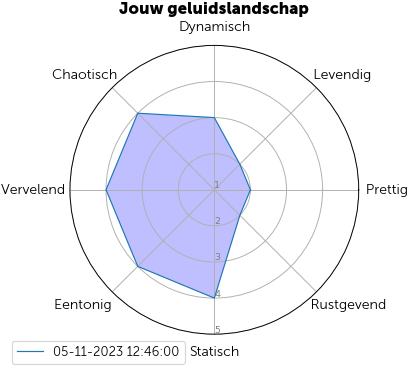 Jouw geluidslandschap
Dynamisch
Chaotisch
Levendig
Vervelend
1
Prettig
2
3
4
Eentonig
Rustgevend
5
05-11-2023 12:46:00
Statisch